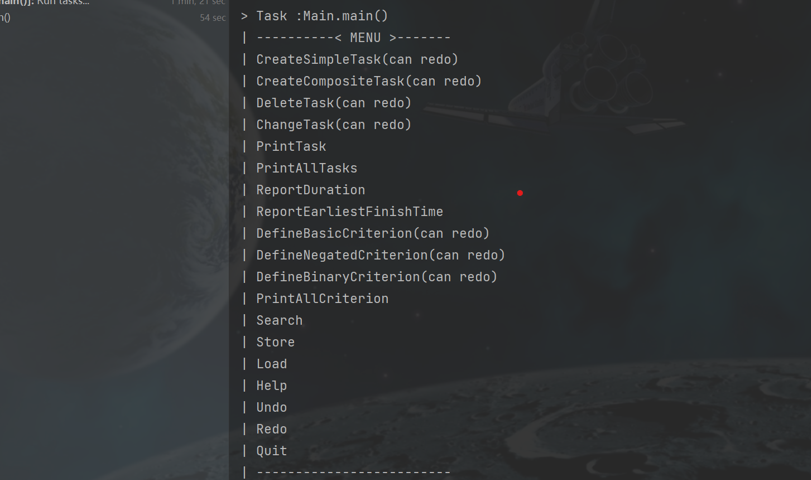 main()]: Run tasks... 1 min, 21 sec
n() 54 sec
> Task :Main.main()
| ----------< MENU >-------
| CreateSimpleTask(can redo)
| CreateCompositeTask(can redo)
| DeleteTask(can redo)
| ChangeTask(can redo)
| PrintTask
| PrintAllTasks
| ReportDuration
| ReportEarliestFinishTime
| DefineBasicCriterion(can redo)
| DefineNegatedCriterion(can redo)
| DefineBinaryCriterion(can redo)
| PrintAllCriterion
| Search
| Store
| Load
| Help
| Undo
| Redo
| Quit
| -------------------------